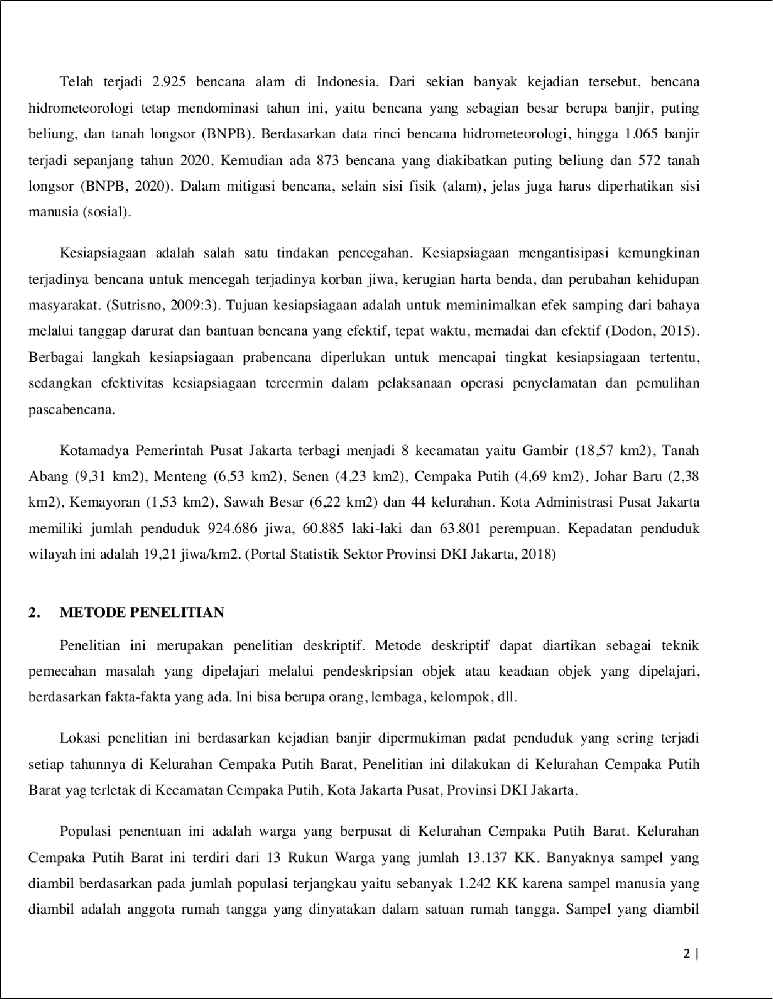 Telah terjadi 2.925 bencana alam di Indonesia. Dari sekian banyak kejadian tersebut, bencana
hidrometeorologi tetap mendominasi tahun ini, yaitu bencana yang sebagian besar berupa banjir, puting
beliung, dan tanah longsor (BNPB). Berdasarkan data rinci bencana hidrometeorologi, hingga 1.065 banjir
terjadi sepanjang tahun 2020. Kemudian ada 873 bencana yang diakibatkan puting beliung dan 572 tanah
longsor (BNPB, 2020). Dalam mitigasi bencana, selain sisi fisik (alam), jelas juga harus diperhatikan sisi
manusia (sosial).
Kesiapsiagaan adalah salah satu tindakan pencegahan. Kesiapsiagaan mengantisipasi kemungkinan
terjadinya bencana untuk mencegah terjadinya korban jiwa, kerugian harta benda, dan perubahan kehidupan
masyarakat. (Sutrisno, 2009:3). Tujuan kesiapsiagaan adalah untuk meminimalkan efek samping dari bahaya
melalui tanggap darurat dan bantuan bencana yang efektif, tepat waktu, memadai dan efektif (Dodon, 2015).
Berbagai langkah kesiapsiagaan prabencana diperlukan untuk mencapai tingkat kesiapsiagaan tertentu,
sedangkan efektivitas kesiapsiagaan tercermin dalam pelaksanaan operasi penyelamatan dan pemulihan
pascabencana.
Kotamadya Pemerintah Pusat Jakarta terbagi menjadi 8 kecamatan yaitu Gambir (18,57 km2), Tanah
Abang (9,31 km2), Menteng (6,53 km2), Senen (4,23 km2), Cempaka Putih (4,69 km2), Johar Baru (2,38
km2), Kemayoran (1,53 km2), Sawah Besar (6,22 km2) dan 44 kelurahan. Kota Administrasi Pusat Jakarta
memiliki jumlah penduduk 924.686 jiwa, 60.885 laki-laki dan 63.801 perempuan. Kepadatan penduduk
wilayah ini adalah 19,21 jiwa/km2. (Portal Statistik Sektor Provinsi DKI Jakarta, 2018)
2. METODE PENELITIAN
Penelitian ini merupakan penelitian deskriptif. Metode deskriptif dapat diartikan sebagai teknik
pemecahan masalah yang dipelajari melalui pendeskripsian objek atau keadaan objek yang dipelajari,
berdasarkan fakta-fakta yang ada. Ini bisa berupa orang, lembaga, kelompok, dll.
Lokasi penelitian ini berdasarkan kejadian banjir dipermukiman padat penduduk yang sering terjadi
setiap tahunnya di Kelurahan Cempaka Putih Barat, Penelitian ini dilakukan di Kelurahan Cempaka Putih
Barat yag terletak di Kecamatan Cempaka Putih, Kota Jakarta Pusat, Provinsi DKI Jakarta.
Populasi penentuan ini adalah warga yang berpusat di Kelurahan Cempaka Putih Barat. Kelurahan
Cempaka Putih Barat ini terdiri dari 13 Rukun Warga yang jumlah 13.137 KK. Banyaknya sampel yang
diambil berdasarkan pada jumlah populasi terjangkau yaitu sebanyak 1.242 KK karena sampel manusia yang
diambil adalah anggota rumah tangga yang dinyatakan dalam satuan rumah tangga. Sampel yang diambil
2 |